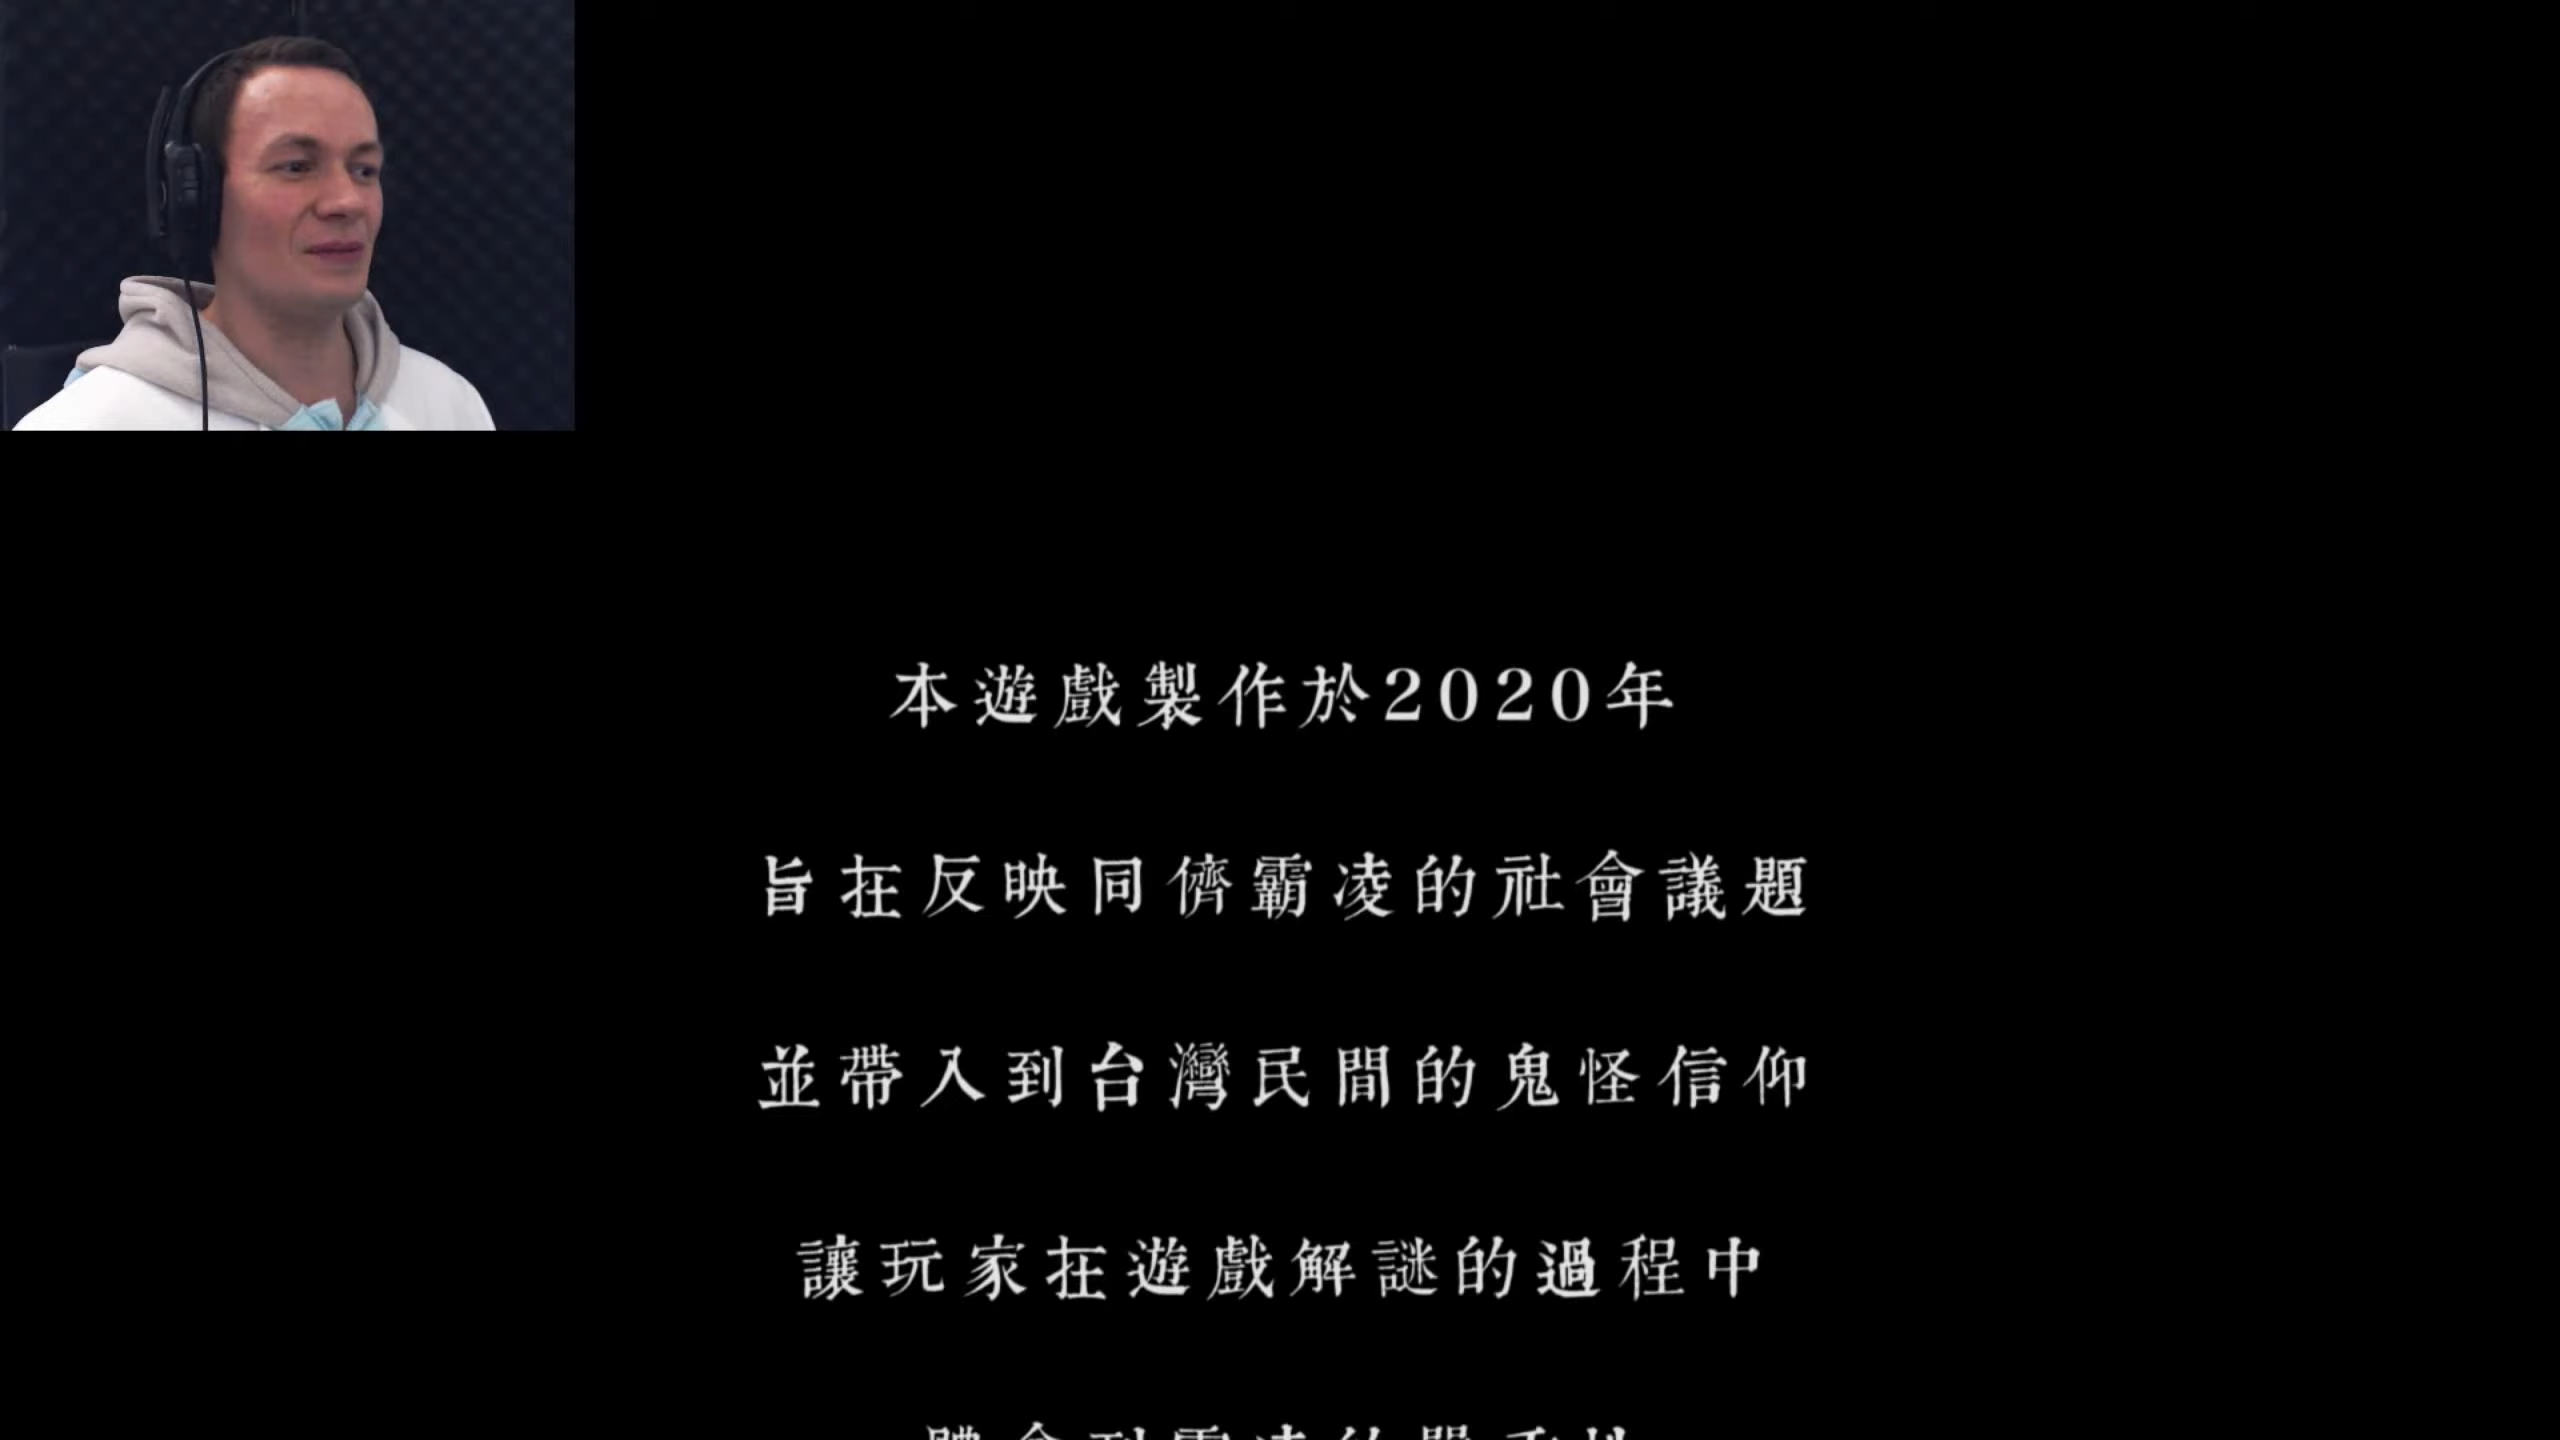 本遊戲製作於2020年
旨在反映同儕霸凌的社會議題
並帶入到台灣民間的鬼怪信仰
讓玩家在遊戲解謎的過程中